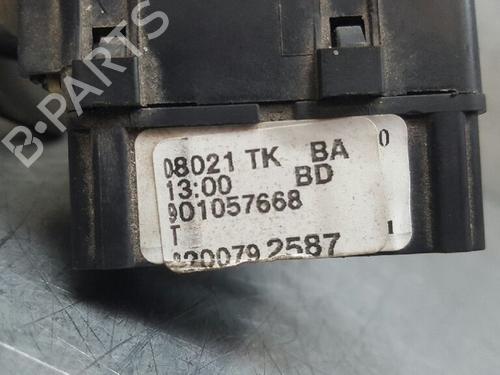 B-PARTS
08021 TK BA
13:00 BD
901057668
T
8200792587
0
1